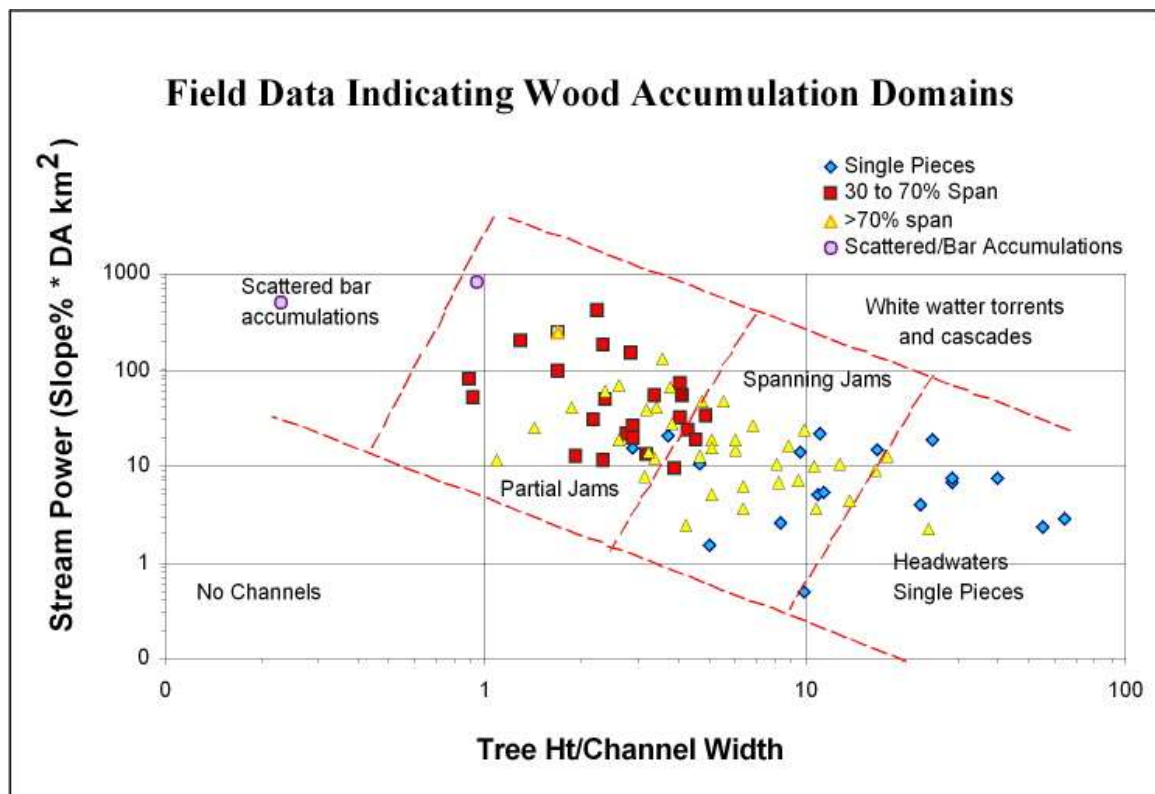 Field Data Indicating Wood Accumulation Domains
Stream Power (Slope% * DA km²)
Single Pieces
30 to 70% Span
>70% span
Scattered/Bar Accumulations
1000
100
10
1
0
Scattered bar
accumulations
White watter torrents
and cascades
Spanning Jams
Partial Jams
No Channels
Headwaters
Single Pieces
0
1
10
100
Tree Ht/Channel Width